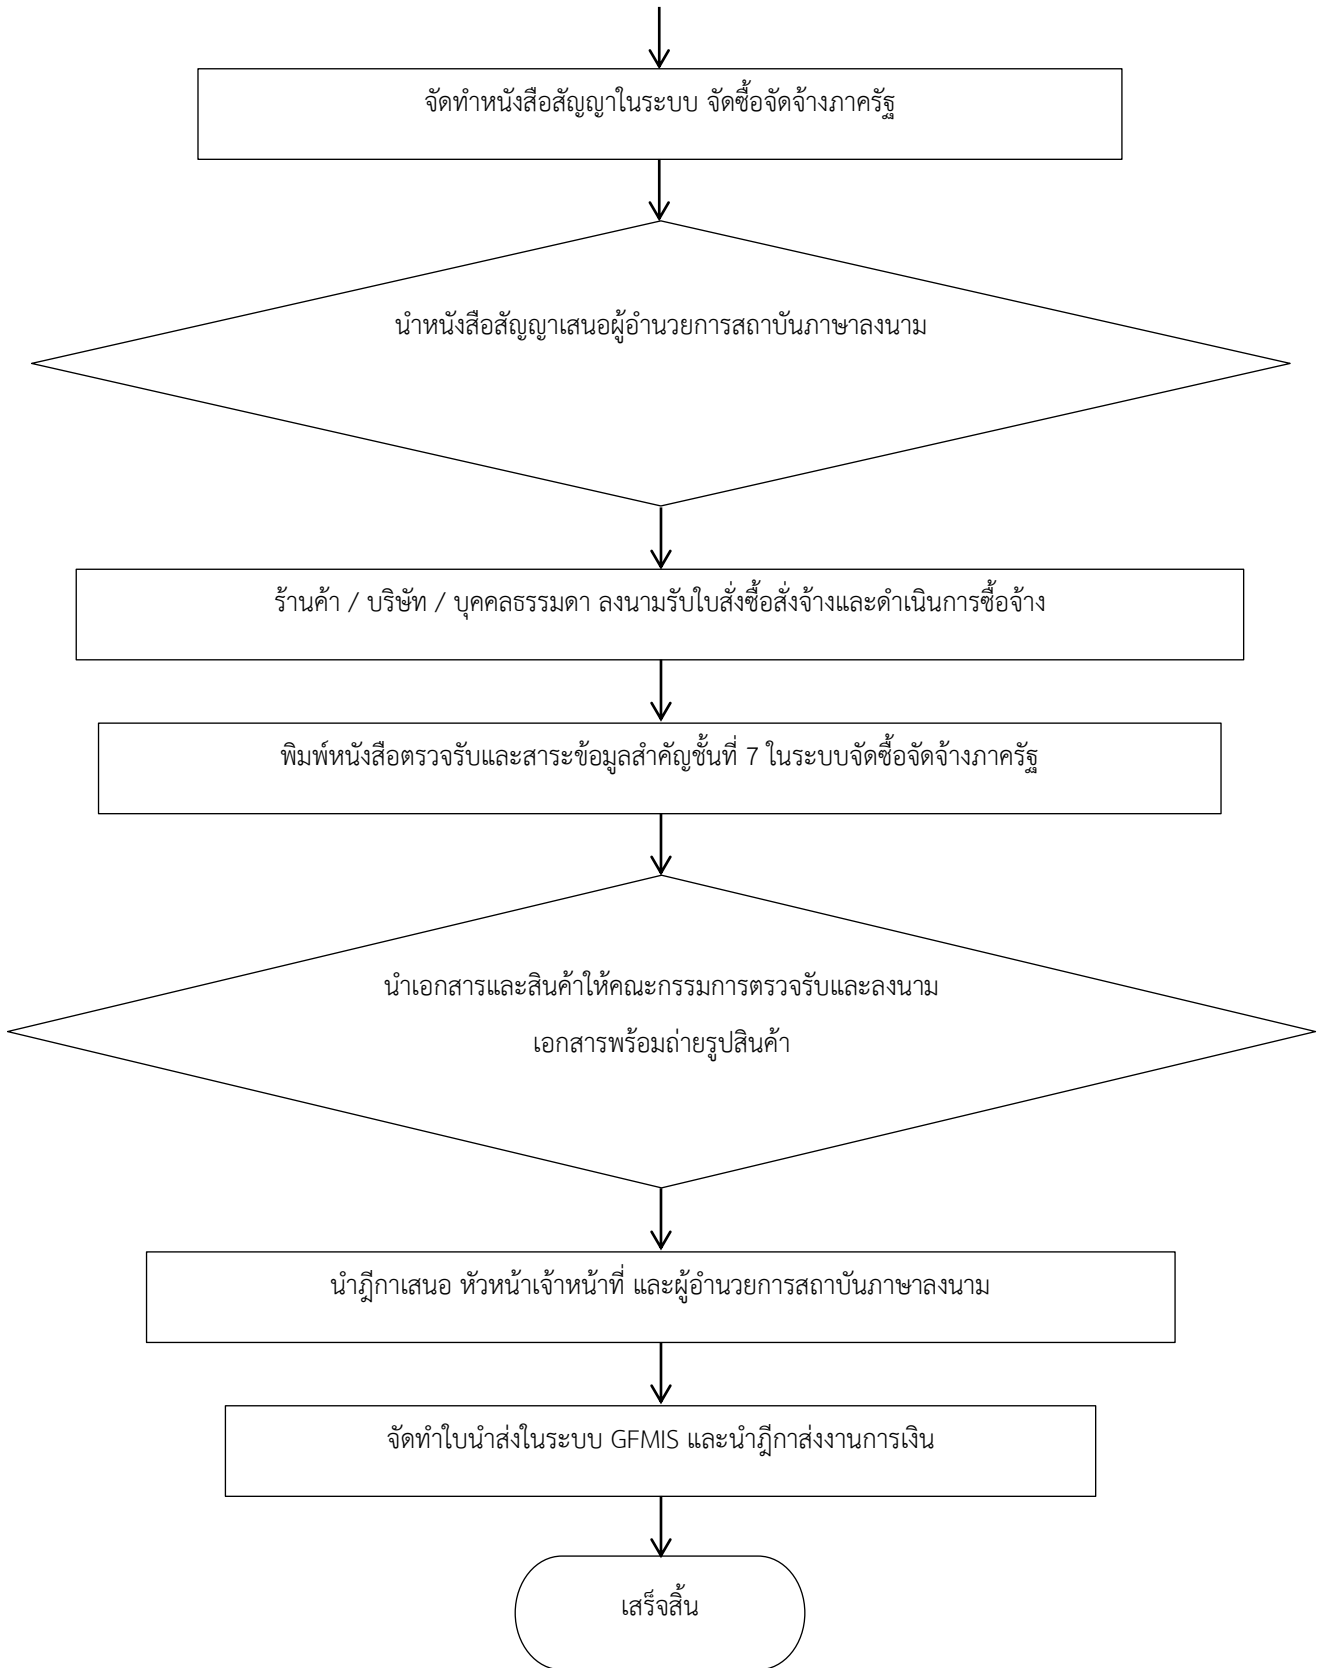 จัดทำหนังสือสัญญาในระบบ จัดซื้อจัดจ้างภาครัฐ
นำหนังสือสัญญาเสนอผู้อำนวยการสถาบันภาษาลงนาม
ร้านค้า / บริษัท / บุคคลธรรมดา ลงนามรับใบสั่งซื้อสั่งจ้างและดำเนินการซื้อจ้าง
พิมพ์หนังสือตรวจรับและสาระข้อมูลสำคัญชั้นที่ 7 ในระบบจัดซื้อจัดจ้างภาครัฐ
นำเอกสารและสินค้าให้คณะกรรมการตรวจรับและลงนาม
เอกสารพร้อมถ่ายรูปสินค้า
นำฎีกาเสนอ หัวหน้าเจ้าหน้าที่ และผู้อำนวยการสถาบันภาษาลงนาม
จัดทำใบนำส่งในระบบ GFMIS และนำฎีกาส่งงานการเงิน
เสร็จสิ้น